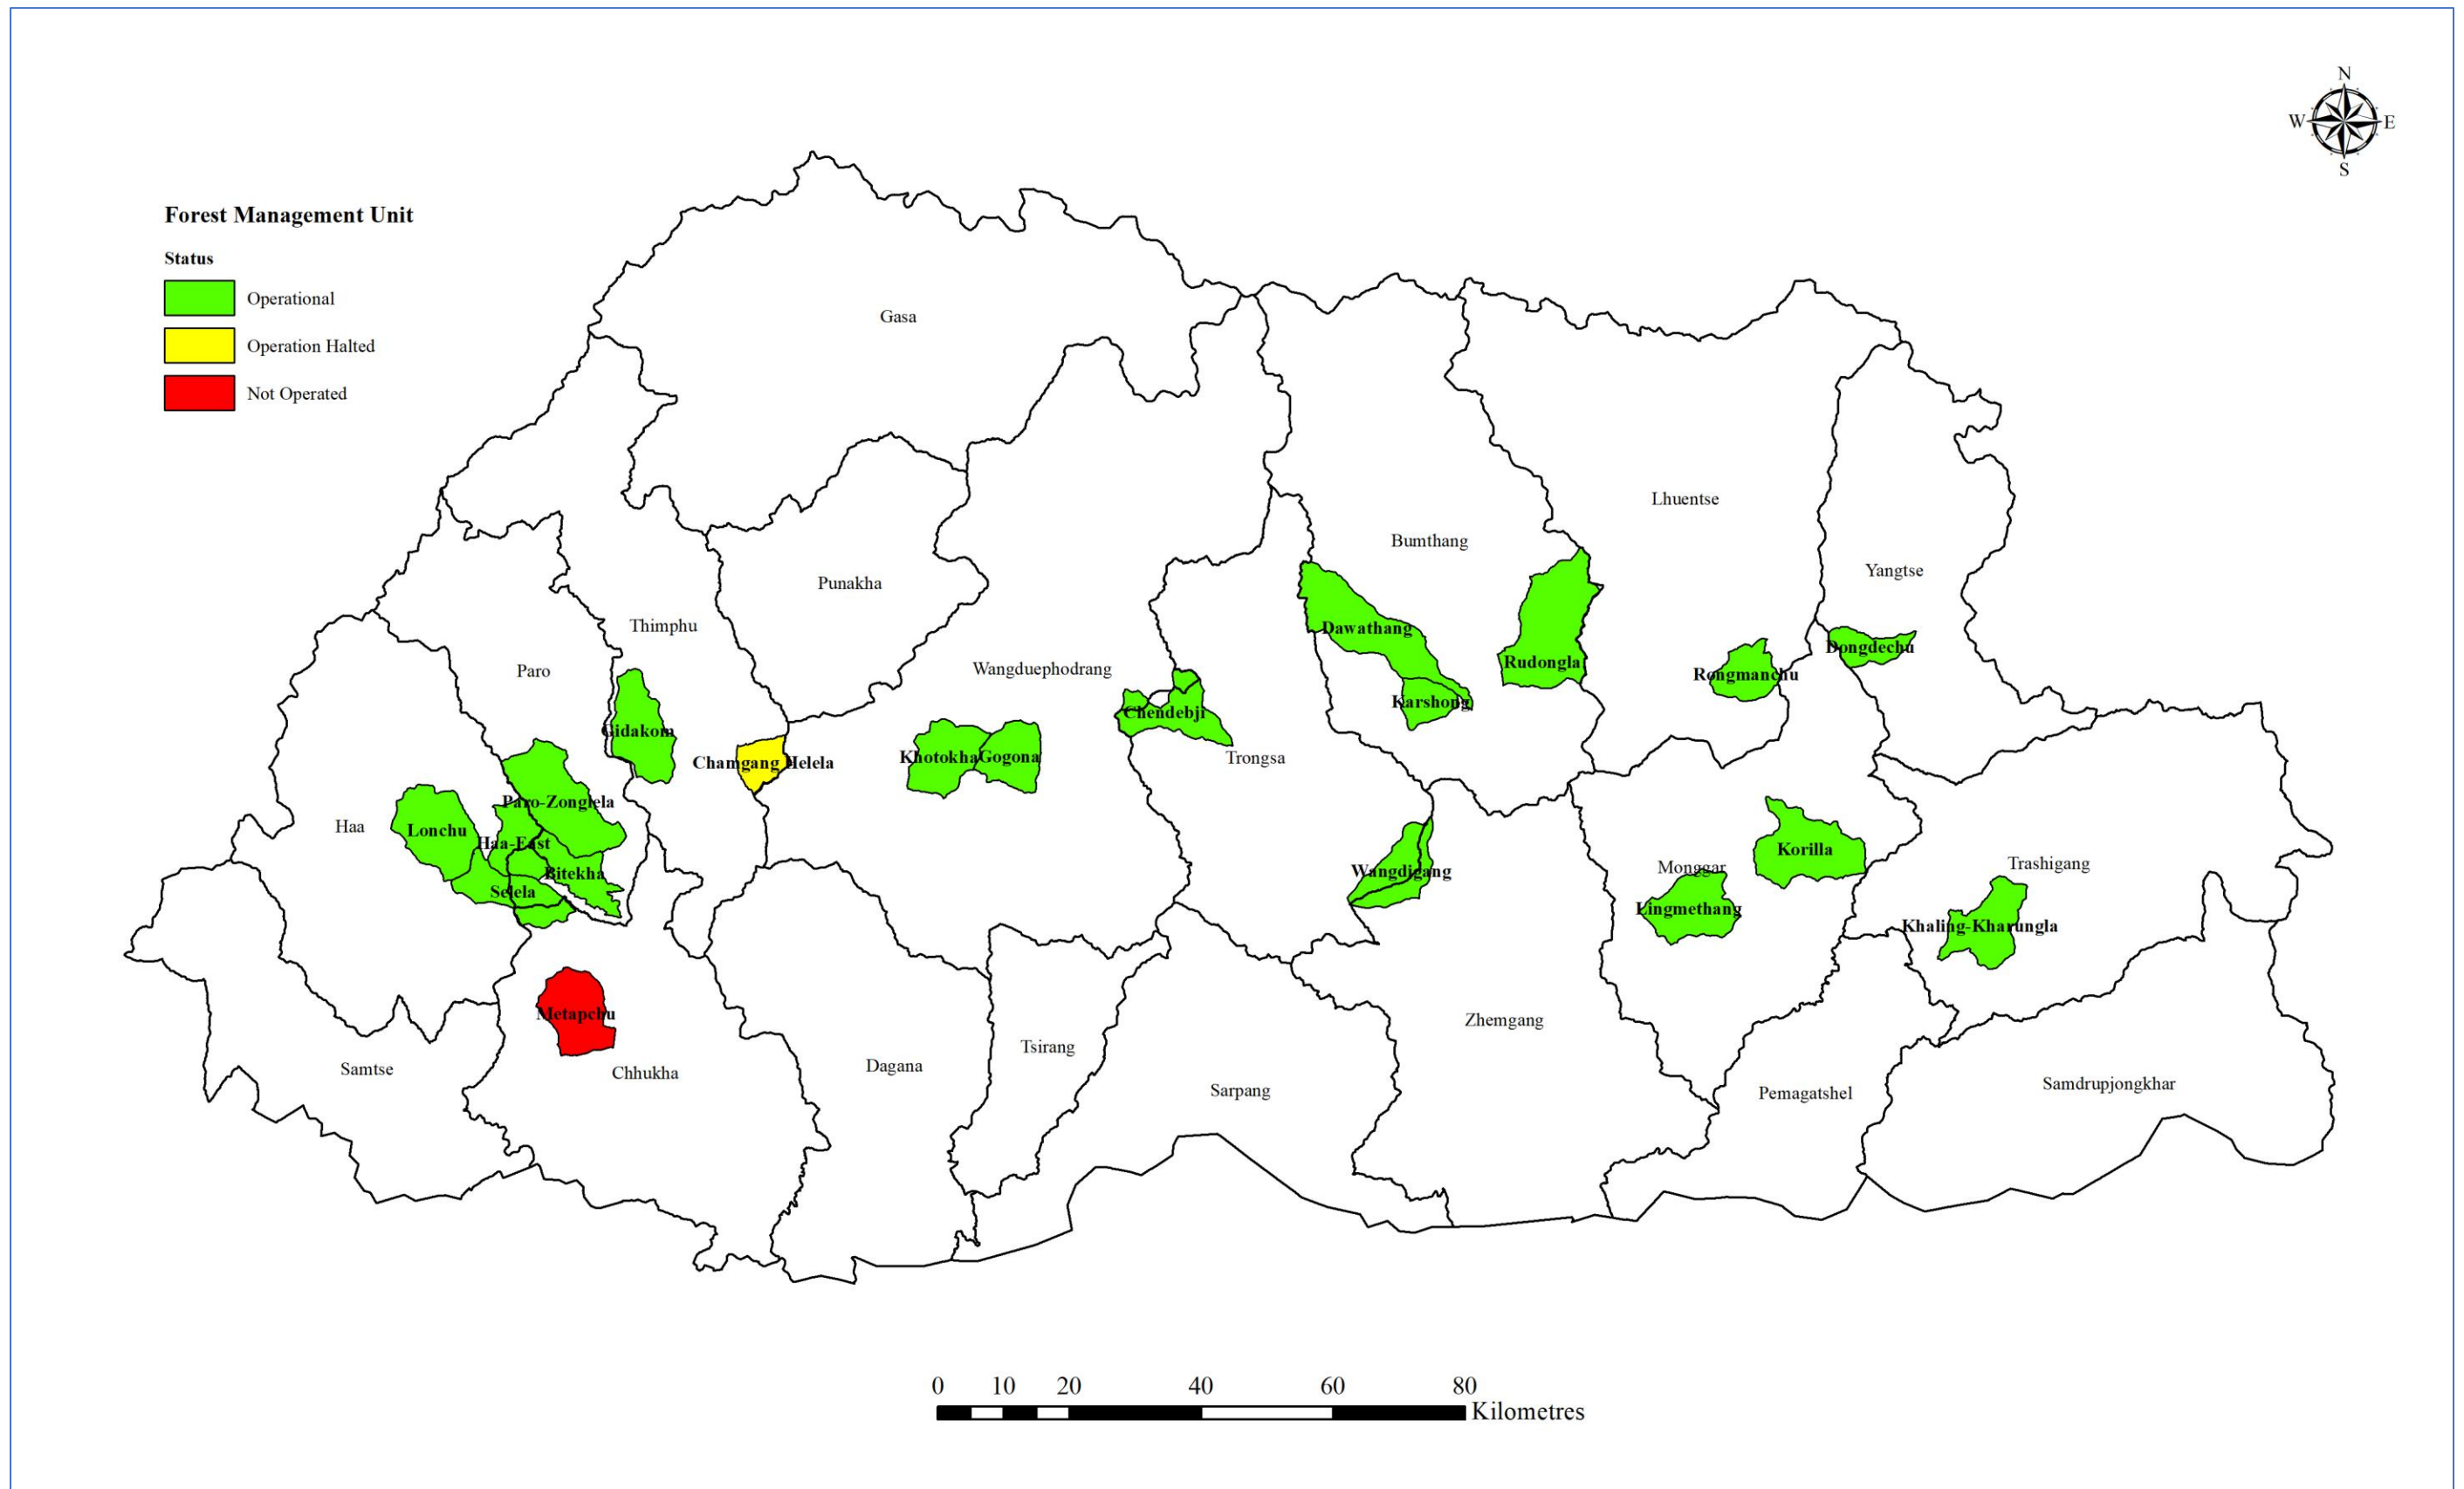 N
W E
S
Forest Management Unit
Status
Operational
Operation Halted
Not Operated
Gasa
Lhuentse
Bumthang
Yangtse
Punakha
Thimphu
Dawathang
Dongdechu
Rudongla
Wangduephodrang
Paro
Rongmanchu
Karshong
Chendebji
Gidakom
Khotokha
Gogona
Trongsa
Chamgang Helela
Paro-Zonglela
Haa
Lonchu
Haa-East
Korilla
Trashigang
Monggar
Wangdigang
Bitekha
Selela
Lingmethang
Khaling-Kharungla
Metapchu
Zhemgang
Tsirang
Dagana
Samtse
Chhukha
Samdrupjongkhar
Sarpang
Pemagatshel
0 10 20 40 60 80
Kilometres